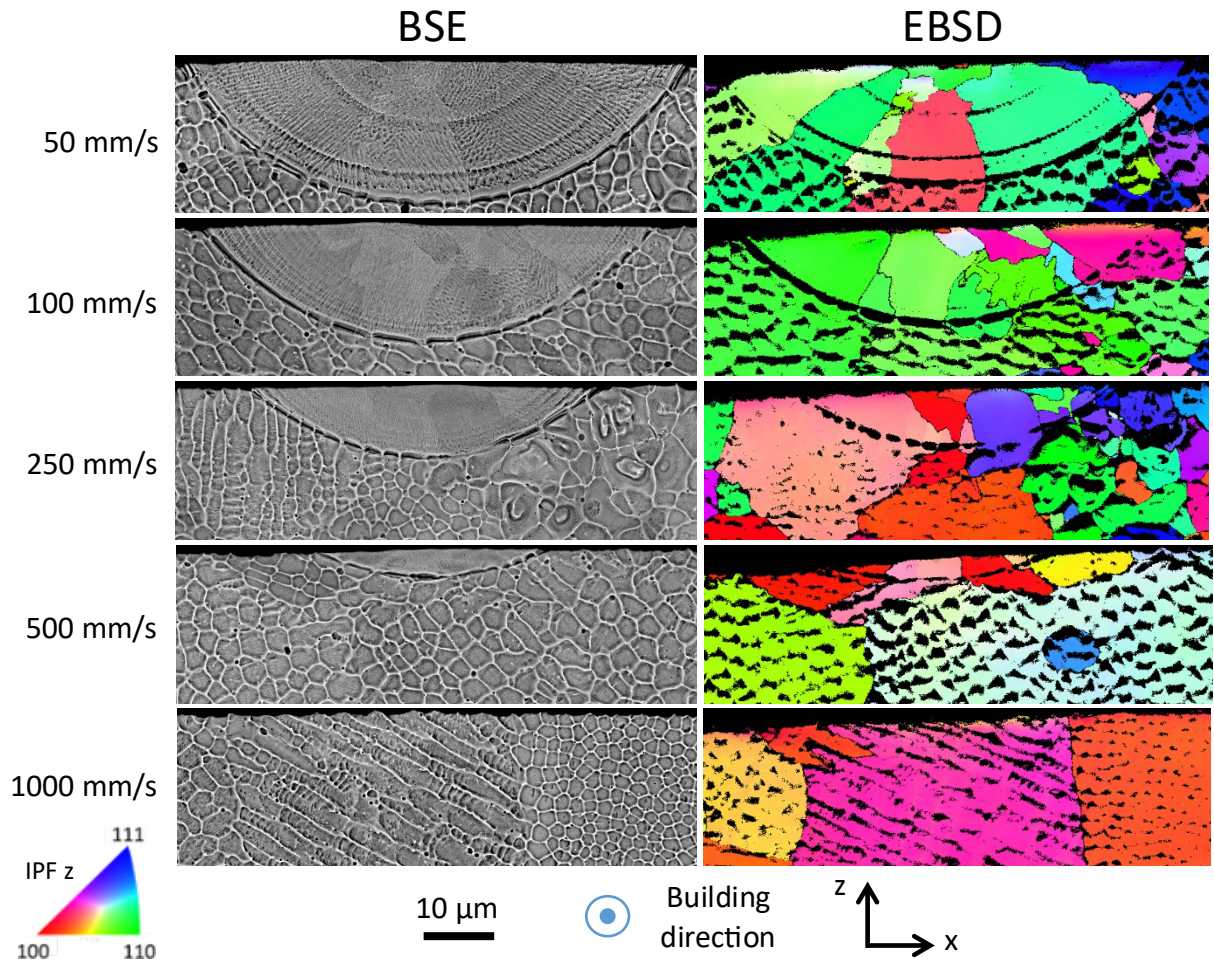 BSE
EBSD
50 mm/s
100 mm/s
250 mm/s
500 mm/s
1000 mm/s
111
IPF z
100
110
10 µm
Building
direction
z
x